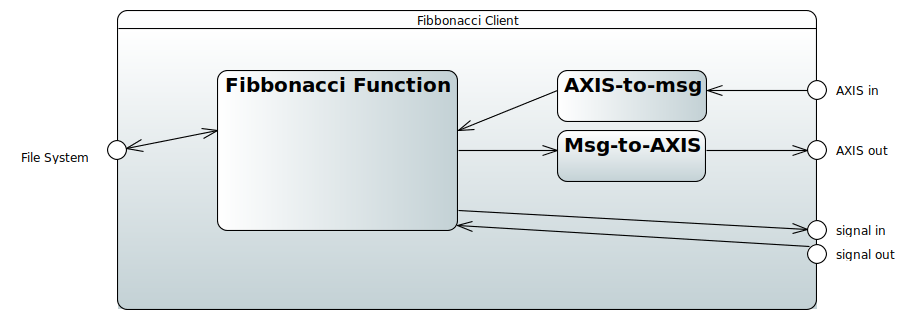 Fibbonacci Client
Fibbonacci Function
AXIS-to-msg
AXIS in
Msg-to-AXIS
AXIS out
File System
signal in
signal out